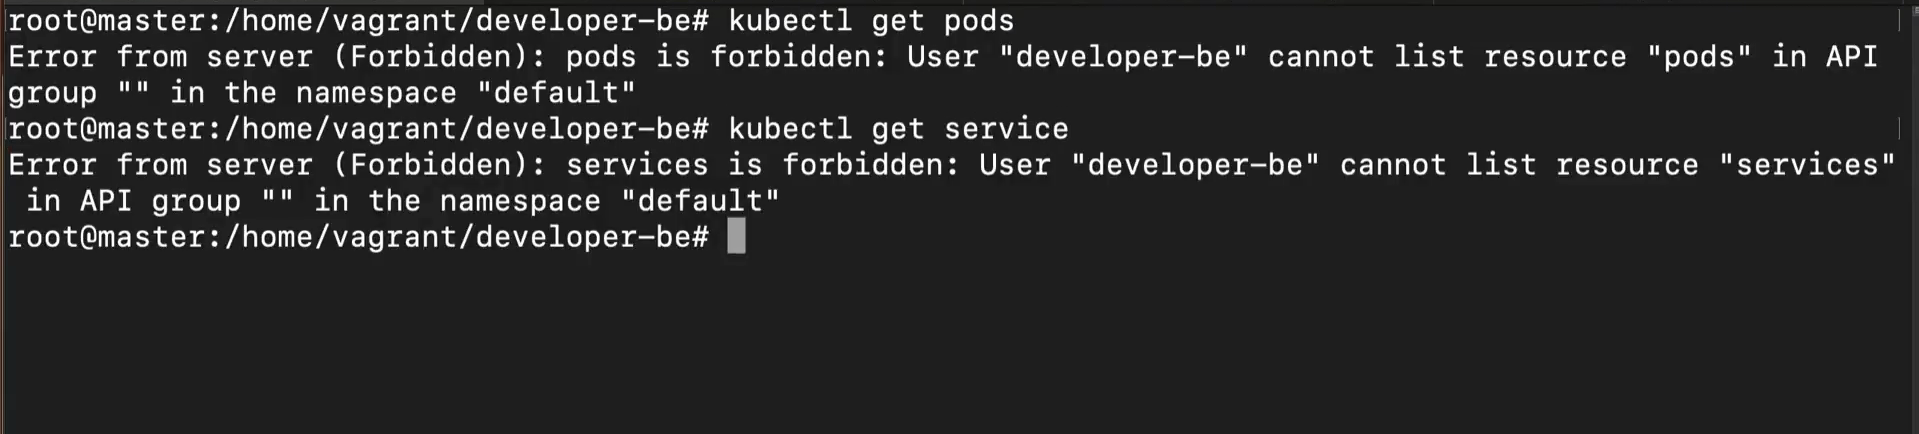 root@master:/home/vagrant/developer-be# kubectl get pods
Error from server (Forbidden): pods is forbidden: User "developer-be" cannot list resource "pods" in API
group "" in the namespace "default"
root@master:/home/vagrant/developer-be# kubectl get service
Error from server (Forbidden): services is forbidden: User "developer-be" cannot list resource "services"
 in API group "" in the namespace "default"
root@master:/home/vagrant/developer-be#